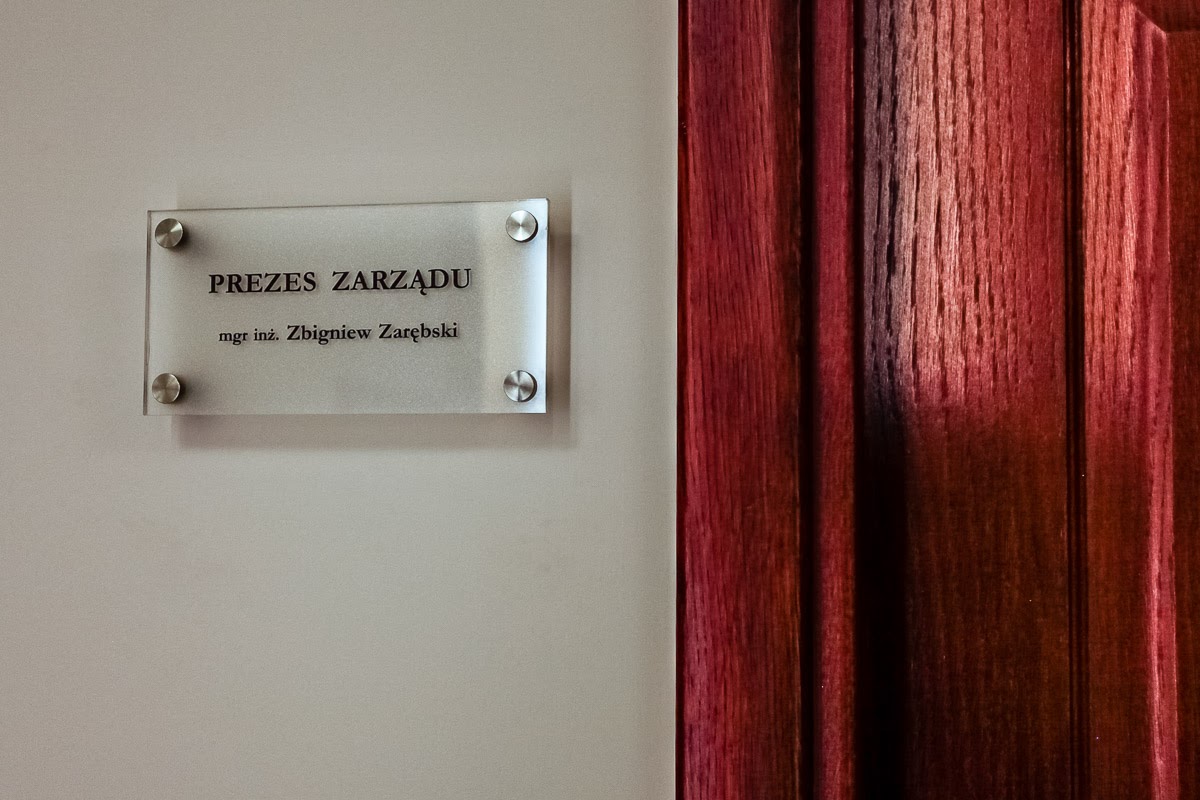 PREZES ZARZĄDU
mgr inż. Zbigniew Zarębski